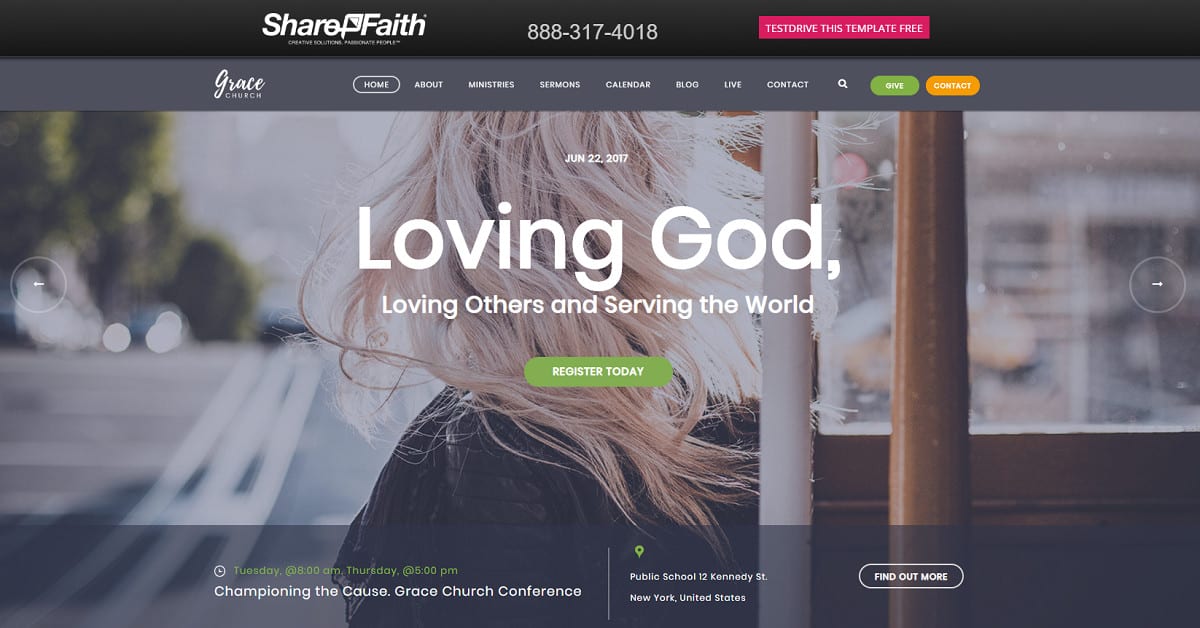 ShareFaith
CREATIVE SOLUTIONS. PASSIONATE PEOPLE™
888-317-4018
TESTDRIVE THIS TEMPLATE FREE
Grace
CHURCH
HOME
ABOUT
MINISTRIES
SERMONS
CALENDAR
BLOG
LIVE
CONTACT
GIVE
CONTACT
JUN 22, 2017
Loving God,
Loving Others and Serving the World
REGISTER TODAY
Tuesday, @8:00 am. Thursday, @5:00 pm
Championing the Cause. Grace Church Conference
Public School 12 Kennedy St.
New York, United States
FIND OUT MORE